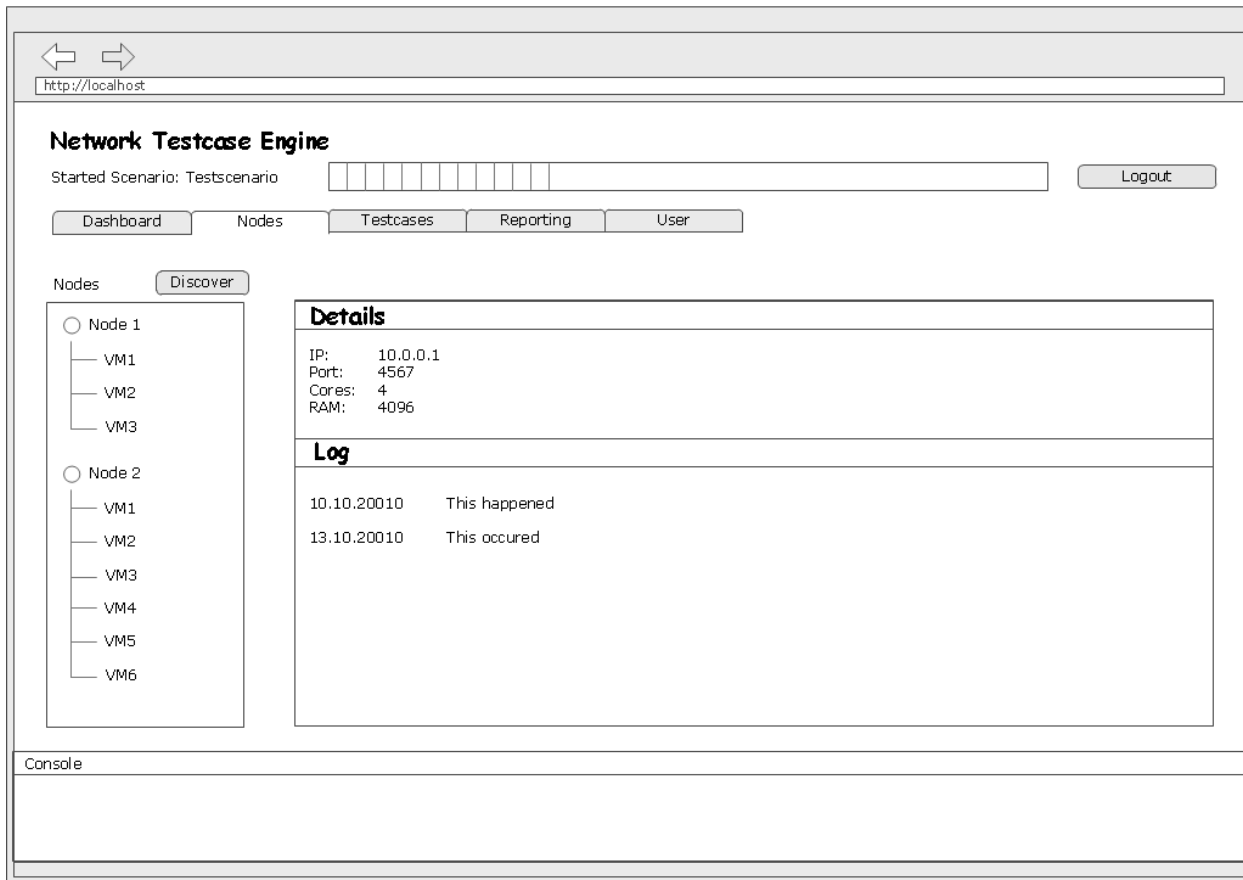 http://localhost
Network Testcase Engine
Started Scenario: Testscenario
Logout
Dashboard Nodes Testcases Reporting User
Nodes Discover
Node 1
VM1
VM2
VM3
Node 2
VM1
VM2
VM3
VM4
VM5
VM6
Details
IP: 10.0.0.1
Port: 4567
Cores: 4
RAM: 4096
Log
10.10.20010 This happened
13.10.20010 This occured
Console